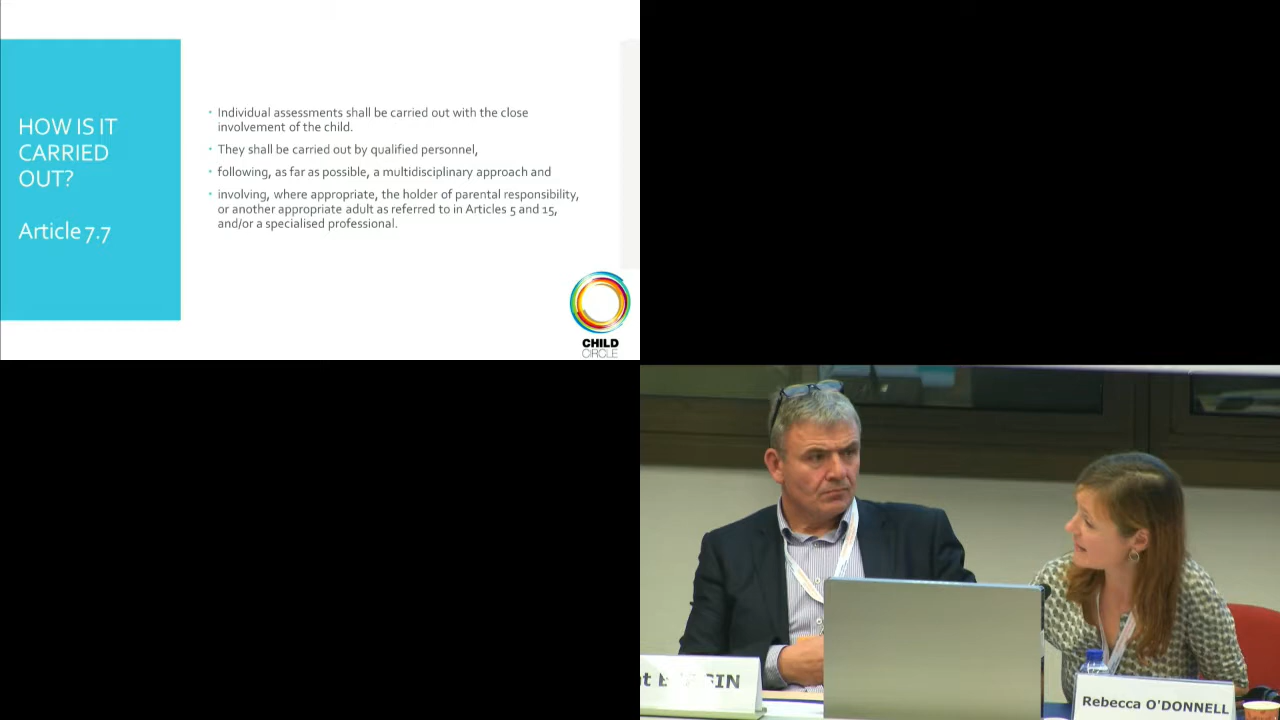 HOW IS IT
CARRIED
OUT?
Article 7.7
• Individual assessments shall be carried out with the close
involvement of the child.
• They shall be carried out by qualified personnel,
• following, as far as possible, a multidisciplinary approach and
• involving, where appropriate, the holder of parental responsibility,
or another appropriate adult as referred to in Articles 5 and 15,
and/or a specialised professional.
CHILD
CIRCLE
Rebecca O'DONNELL